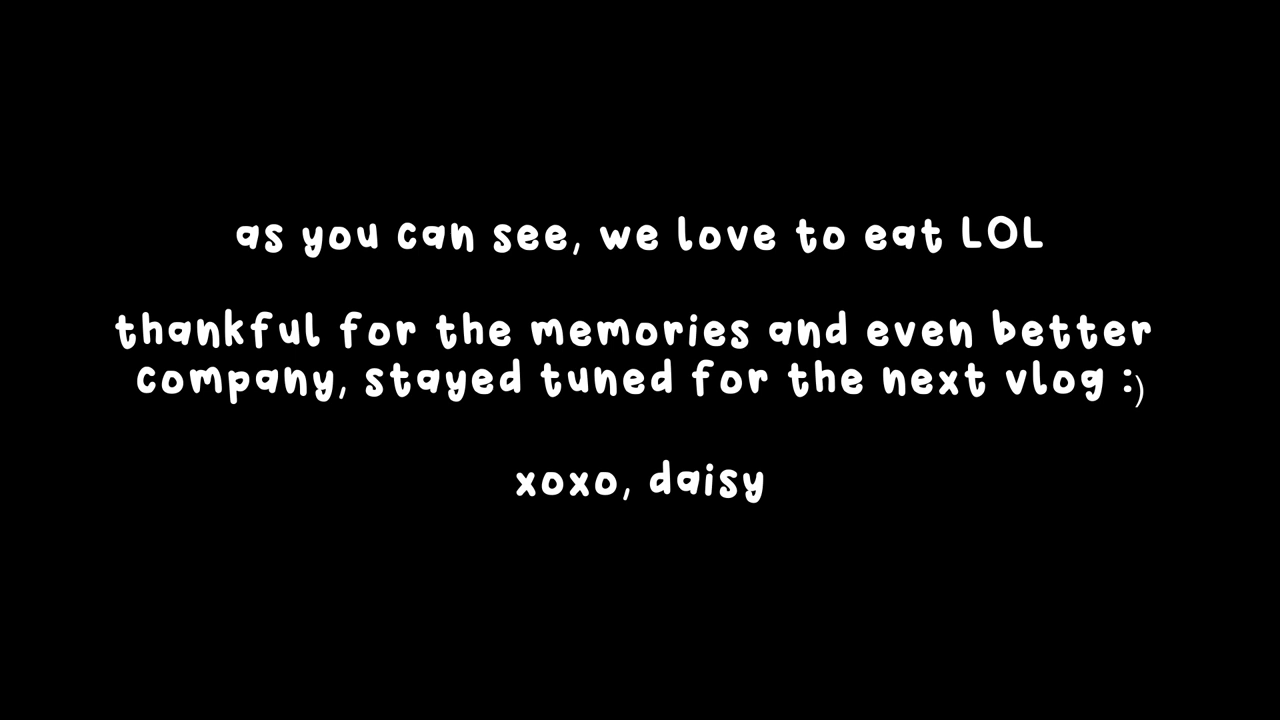 as you can see, we love to eat LOL
thankful for the memories and even better
company, stayed tuned for the next vlog :)
xoxo, daisy